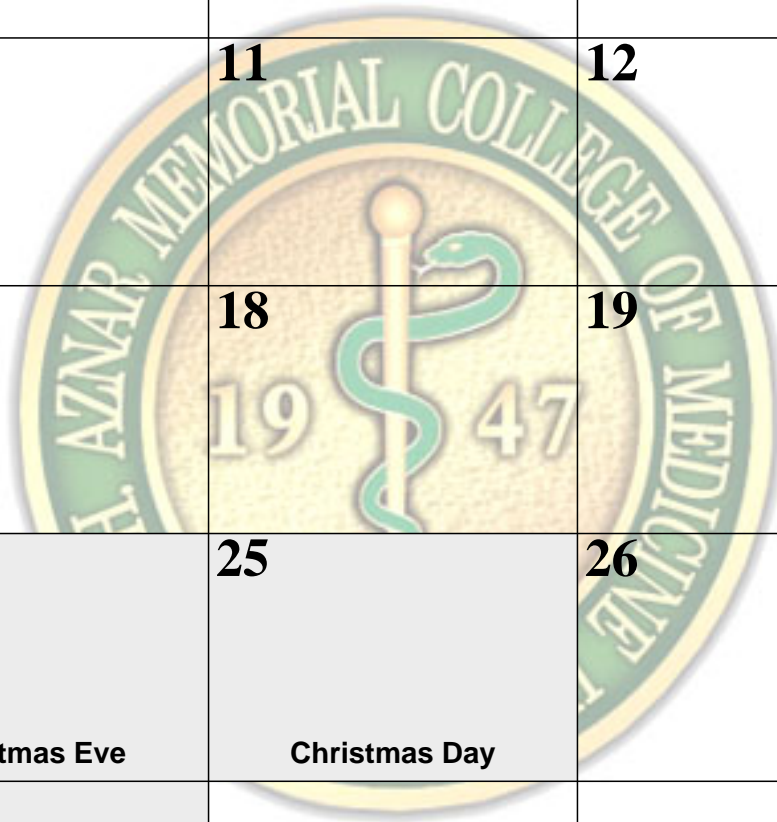 11
12
H. AZNAR MEMORIAL COLLEGE OF MEDICINE
18
19
19 47
25
26
tmas Eve
Christmas Day